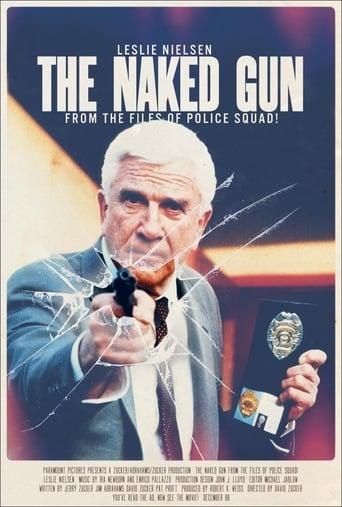 LESLIE NIELSEN
THE NAKED GUN
FROM THE FILES OF POLICE SQUAD!
PARAMOUNT PICTURES PRESENTS A ZUCKER/ABRAHAMS/ZUCKER PRODUCTION THE NAKED GUN FROM THE FILES OF POLICE SQUAD!
LESLIE NIELSEN MUSIC BY IRA NEWBORN AND ENRICO PALLAZZO PRODUCTION DESIGN JOHN J. LLOYD EDITOR MICHAEL JABLOW
WRITTEN BY JERRY ZUCKER JIM ABRAHAMS DAVID ZUCKER PAT PROFT PRODUCED BY ROBERT K. WEISS DIRECTED BY DAVID ZUCKER
YOU'VE READ THE AD, NOW SEE THE MOVIE! DECEMBER 88